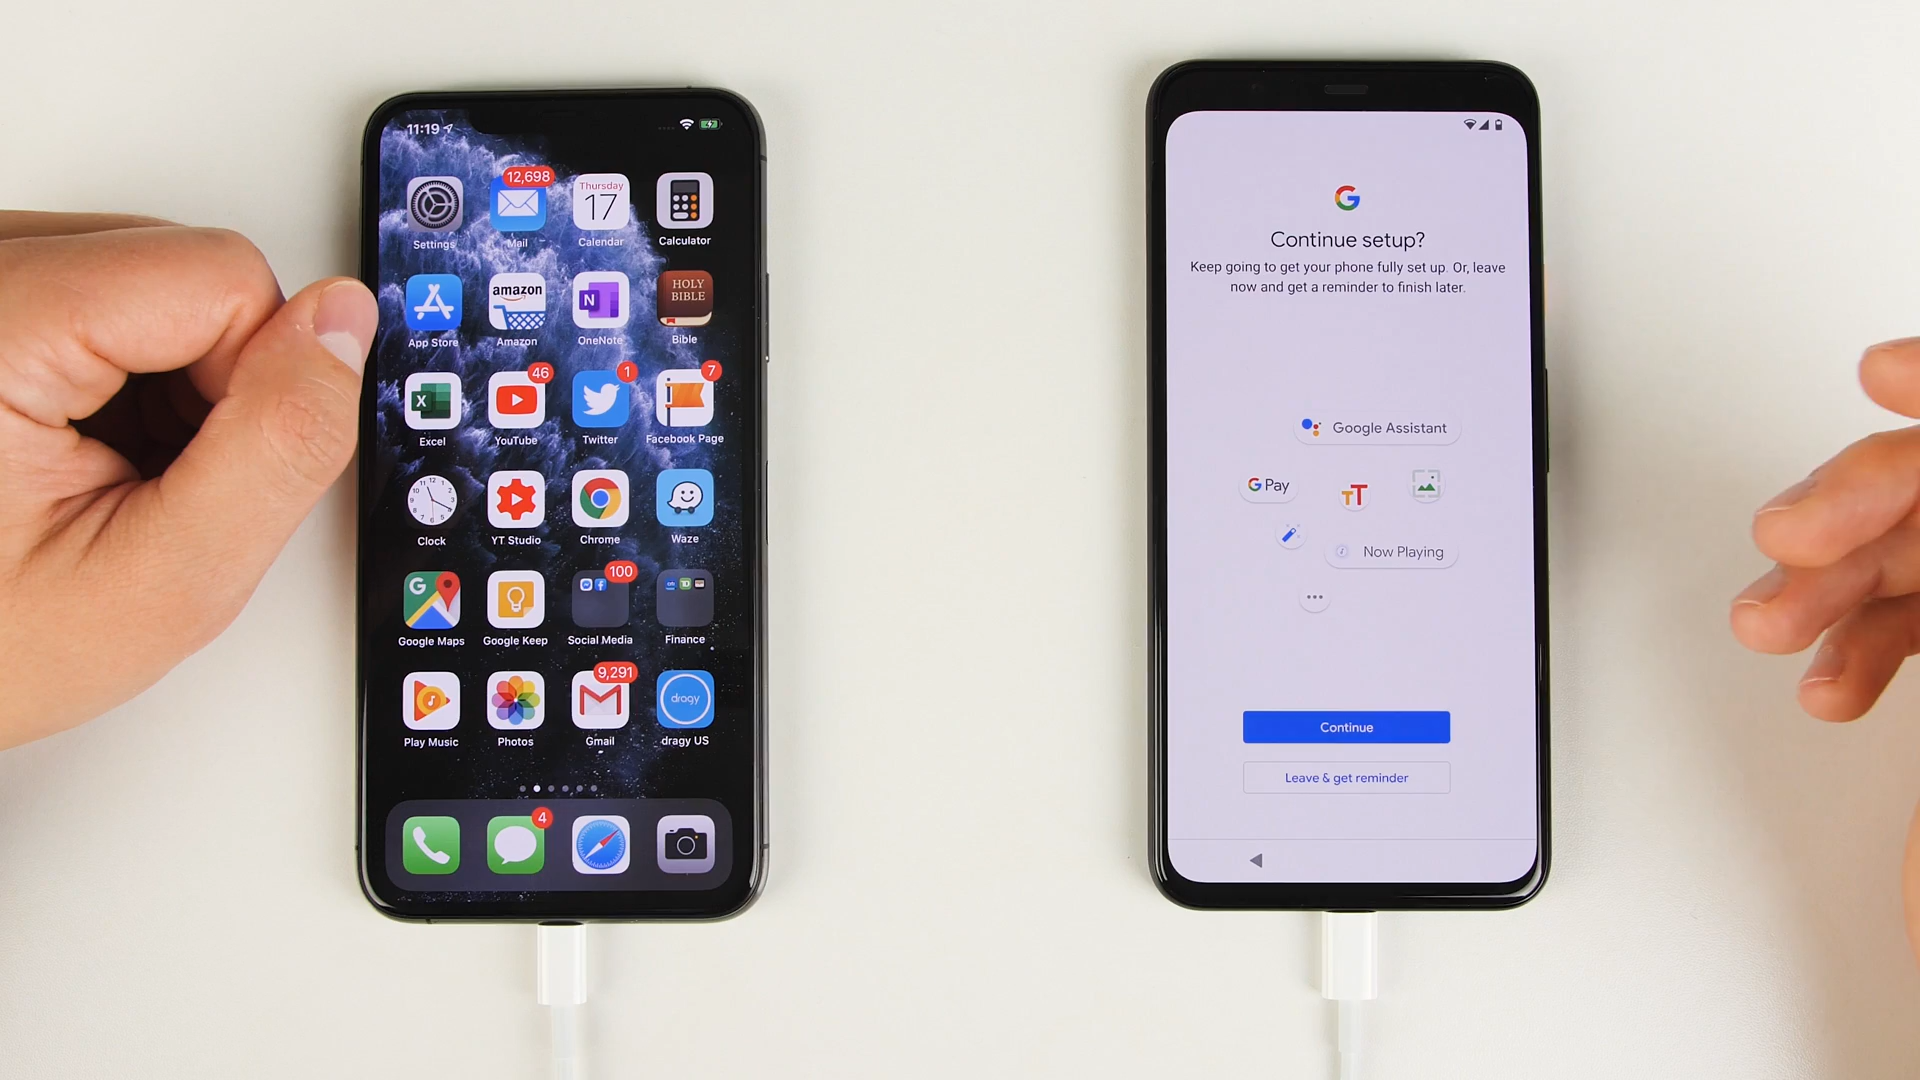 11:19
12,698
Thursday
17
Settings
Mail
Calendar
Calculator
amazon
N
HOLY
BIBLE
App Store
Amazon
OneNote
Bible
X
46
1
7
Excel
YouTube
Twitter
Facebook Page
Clock
YT Studio
Chrome
Waze
G
100
Google Maps
Google Keep
Social Media
Finance
9,291
dragy
Play Music
Photos
Gmail
dragy US
4
G
Continue setup?
Keep going to get your phone fully set up. Or, leave
now and get a reminder to finish later.
Google Assistant
G Pay
TT
Now Playing
Continue
Leave & get reminder